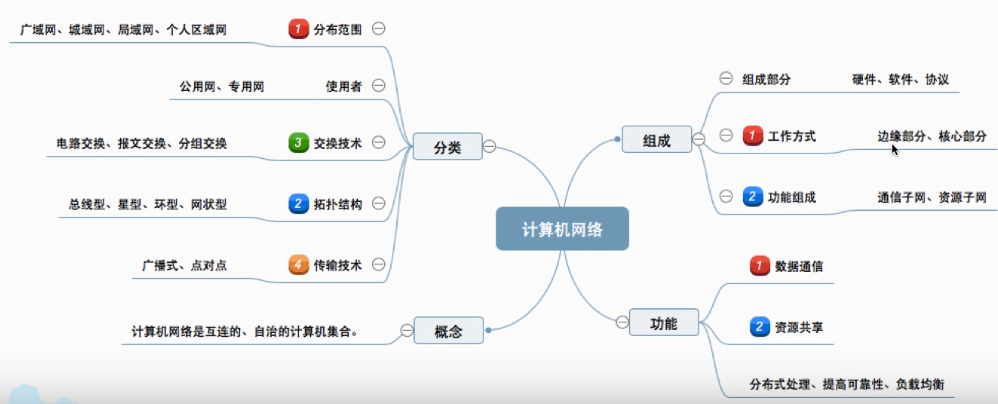 计算机网络
分类
1 分布范围
广域网、城域网、局域网、个人区域网
使用者
公用网、专用网
3 交换技术
电路交换、报文交换、分组交换
2 拓扑结构
总线型、星型、环型、网状型
4 传输技术
广播式、点对点
概念
计算机网络是互连的、自治的计算机集合。
组成
组成部分
硬件、软件、协议
1 工作方式
边缘部分、核心部分
2 功能组成
通信子网、资源子网
功能
1 数据通信
2 资源共享
分布式处理、提高可靠性、负载均衡